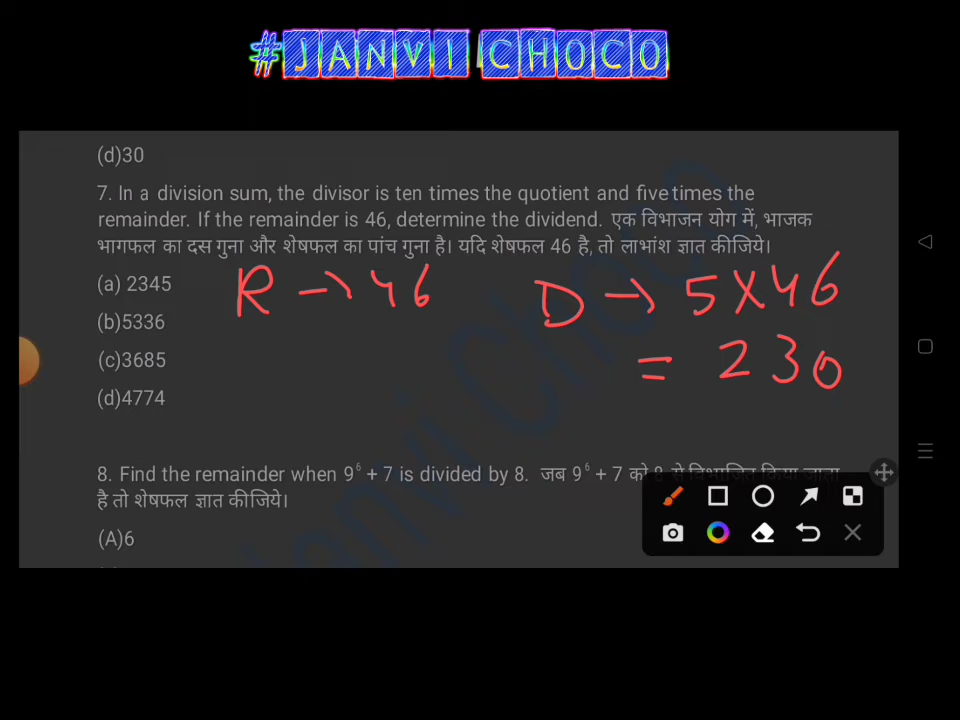 #JANVI CHOCO
(d)30
7. In a division sum, the divisor is ten times the quotient and five times the
remainder. If the remainder is 46, determine the dividend. एक विभाजन योग में, भाजक
भागफल का दस गुना और शेषफल का पांच गुना है। यदि शेषफल 46 है, तो लाभांश ज्ञात कीजिये।
(a) 2345
R → 46
D → 5×46
(b)5336
= 230
(c)3685
(d)4774
8. Find the remainder when 9⁶ + 7 is divided by 8. जब 9⁶ + 7 को 8 से विभाजित किया जाता
है तो शेषफल ज्ञात कीजिये।
(A)6